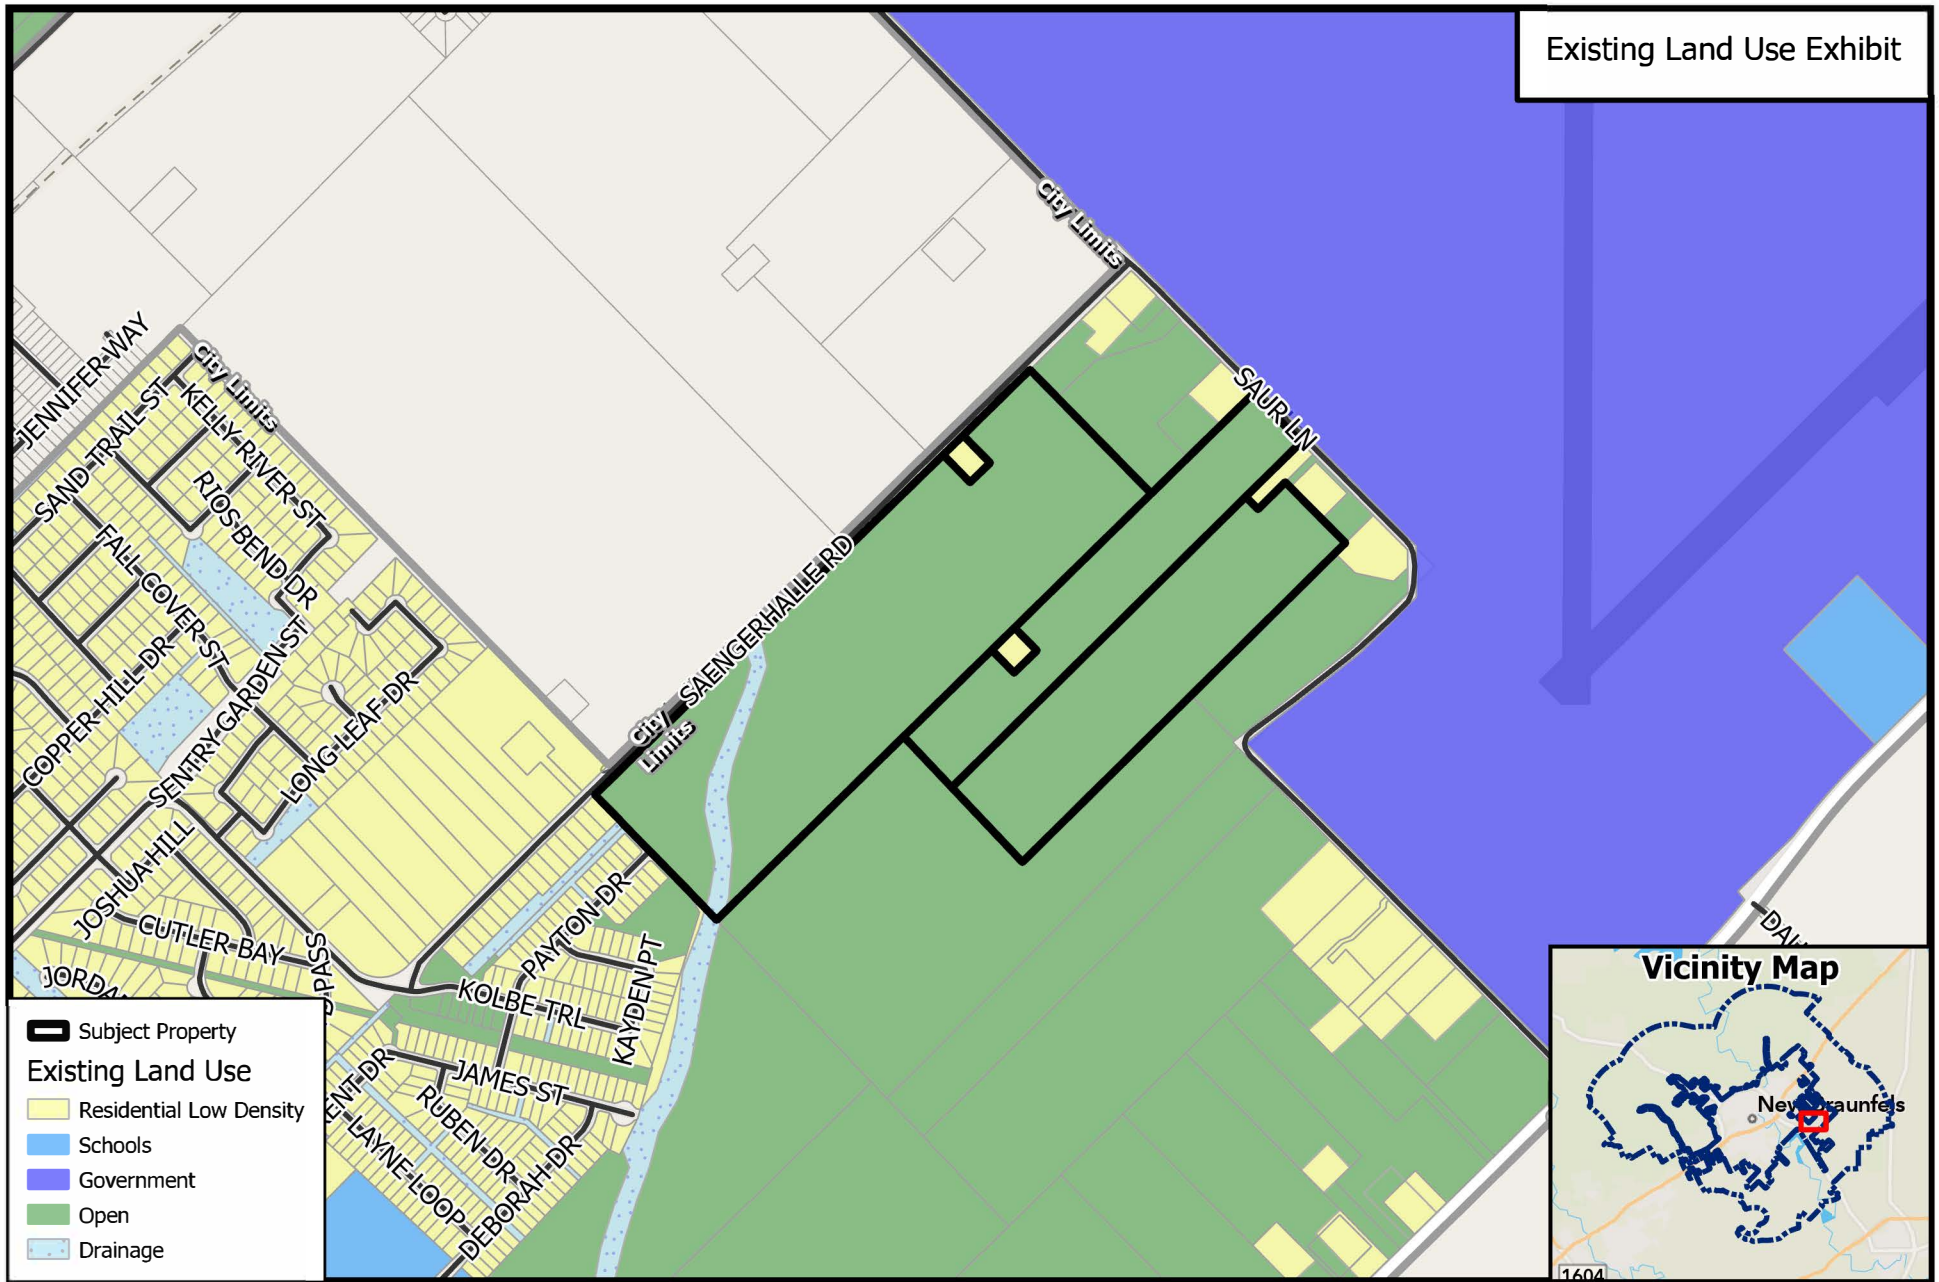 Existing Land Use Exhibit
City Limits
JENNIFER WAY
City Limits
SAND TRAIL ST
KELLY RIVER ST
SAUR LN
RIOS BEND DR
FALL COVER ST
SAENGERHALLE RD
COPPER HILL DR
SENTRY GARDEN ST
LONG LEAF DR
City
Limits
JOSHUA HILL
CUTLER BAY
PASS
PAYTON DR
KAYDEN PT
KOLBE TRL
JAMES ST
RUBEN DR
LAYNE LOOP
DEBORAH DR
Subject Property
Existing Land Use
Residential Low Density
Schools
Government
Open
Drainage
Vicinity Map
New Braunfels
1604